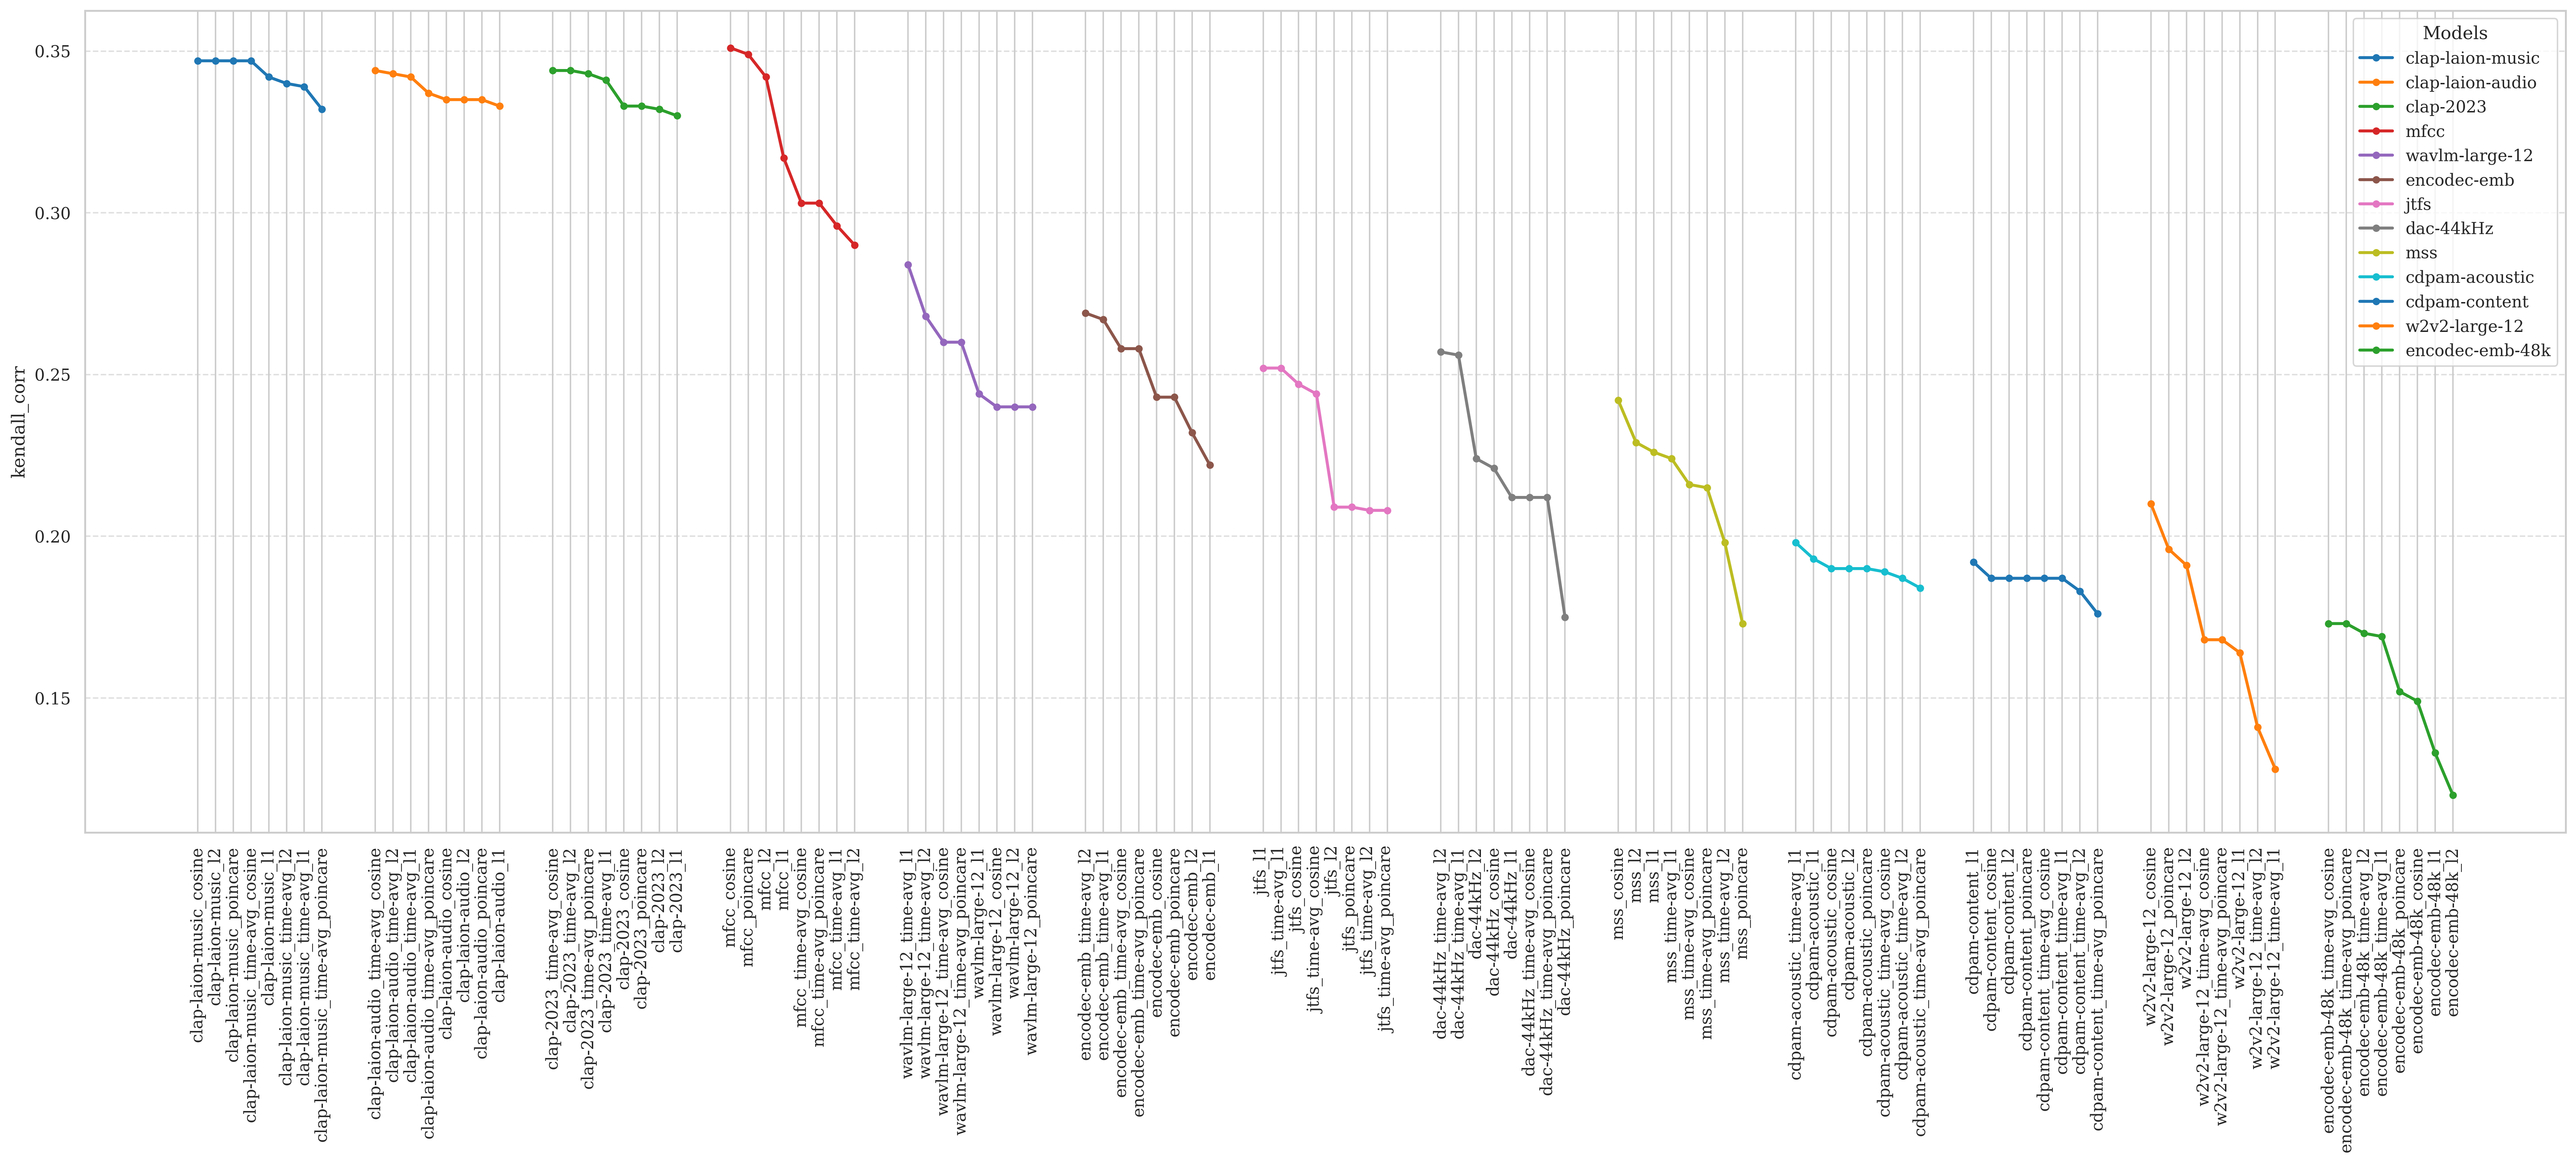 kendall_corr
0.35
0.30
0.25
0.20
0.15
Models
clap-laion-music
clap-laion-audio
clap-2023
mfcc
wavlm-large-12
encodec-emb
jtfs
dac-44kHz
mss
cdpam-acoustic
cdpam-content
w2v2-large-12
encodec-emb-48k
clap-laion-music_cosine
clap-laion-music_l2
clap-laion-music_poincare
clap-laion-music_time-avg_cosine
clap-laion-music_l1
clap-laion-music_time-avg_l2
clap-laion-music_time-avg_l1
clap-laion-music_time-avg_poincare
clap-laion-audio_time-avg_cosine
clap-laion-audio_time-avg_l2
clap-laion-audio_time-avg_l1
clap-laion-audio_time-avg_poincare
clap-laion-audio_cosine
clap-laion-audio_l2
clap-laion-audio_poincare
clap-laion-audio_l1
clap-2023_time-avg_cosine
clap-2023_time-avg_l2
clap-2023_time-avg_poincare
clap-2023_time-avg_l1
clap-2023_cosine
clap-2023_poincare
clap-2023_l2
clap-2023_l1
mfcc_cosine
mfcc_poincare
mfcc_l2
mfcc_l1
mfcc_time-avg_cosine
mfcc_time-avg_poincare
mfcc_time-avg_l1
mfcc_time-avg_l2
wavlm-large-12_time-avg_l1
wavlm-large-12_time-avg_l2
wavlm-large-12_time-avg_cosine
wavlm-large-12_time-avg_poincare
wavlm-large-12_l1
wavlm-large-12_cosine
wavlm-large-12_l2
wavlm-large-12_poincare
encodec-emb_time-avg_l2
encodec-emb_time-avg_l1
encodec-emb_time-avg_cosine
encodec-emb_time-avg_poincare
encodec-emb_cosine
encodec-emb_poincare
encodec-emb_l2
encodec-emb_l1
jtfs_l1
jtfs_time-avg_l1
jtfs_cosine
jtfs_time-avg_cosine
jtfs_l2
jtfs_poincare
jtfs_time-avg_l2
jtfs_time-avg_poincare
dac-44kHz_time-avg_l2
dac-44kHz_time-avg_l1
dac-44kHz_l2
dac-44kHz_cosine
dac-44kHz_l1
dac-44kHz_time-avg_cosine
dac-44kHz_time-avg_poincare
dac-44kHz_poincare
mss_cosine
mss_l2
mss_l1
mss_time-avg_l1
mss_time-avg_cosine
mss_time-avg_poincare
mss_time-avg_l2
mss_poincare
cdpam-acoustic_time-avg_l1
cdpam-acoustic_l1
cdpam-acoustic_cosine
cdpam-acoustic_l2
cdpam-acoustic_poincare
cdpam-acoustic_time-avg_cosine
cdpam-acoustic_time-avg_l2
cdpam-acoustic_time-avg_poincare
cdpam-content_l1
cdpam-content_cosine
cdpam-content_l2
cdpam-content_poincare
cdpam-content_time-avg_cosine
cdpam-content_time-avg_l1
cdpam-content_time-avg_l2
cdpam-content_time-avg_poincare
w2v2-large-12_cosine
w2v2-large-12_poincare
w2v2-large-12_l2
w2v2-large-12_time-avg_cosine
w2v2-large-12_time-avg_poincare
w2v2-large-12_l1
w2v2-large-12_time-avg_l2
w2v2-large-12_time-avg_l1
encodec-emb-48k_time-avg_cosine
encodec-emb-48k_time-avg_poincare
encodec-emb-48k_time-avg_l2
encodec-emb-48k_time-avg_l1
encodec-emb-48k_poincare
encodec-emb-48k_cosine
encodec-emb-48k_l1
encodec-emb-48k_l2